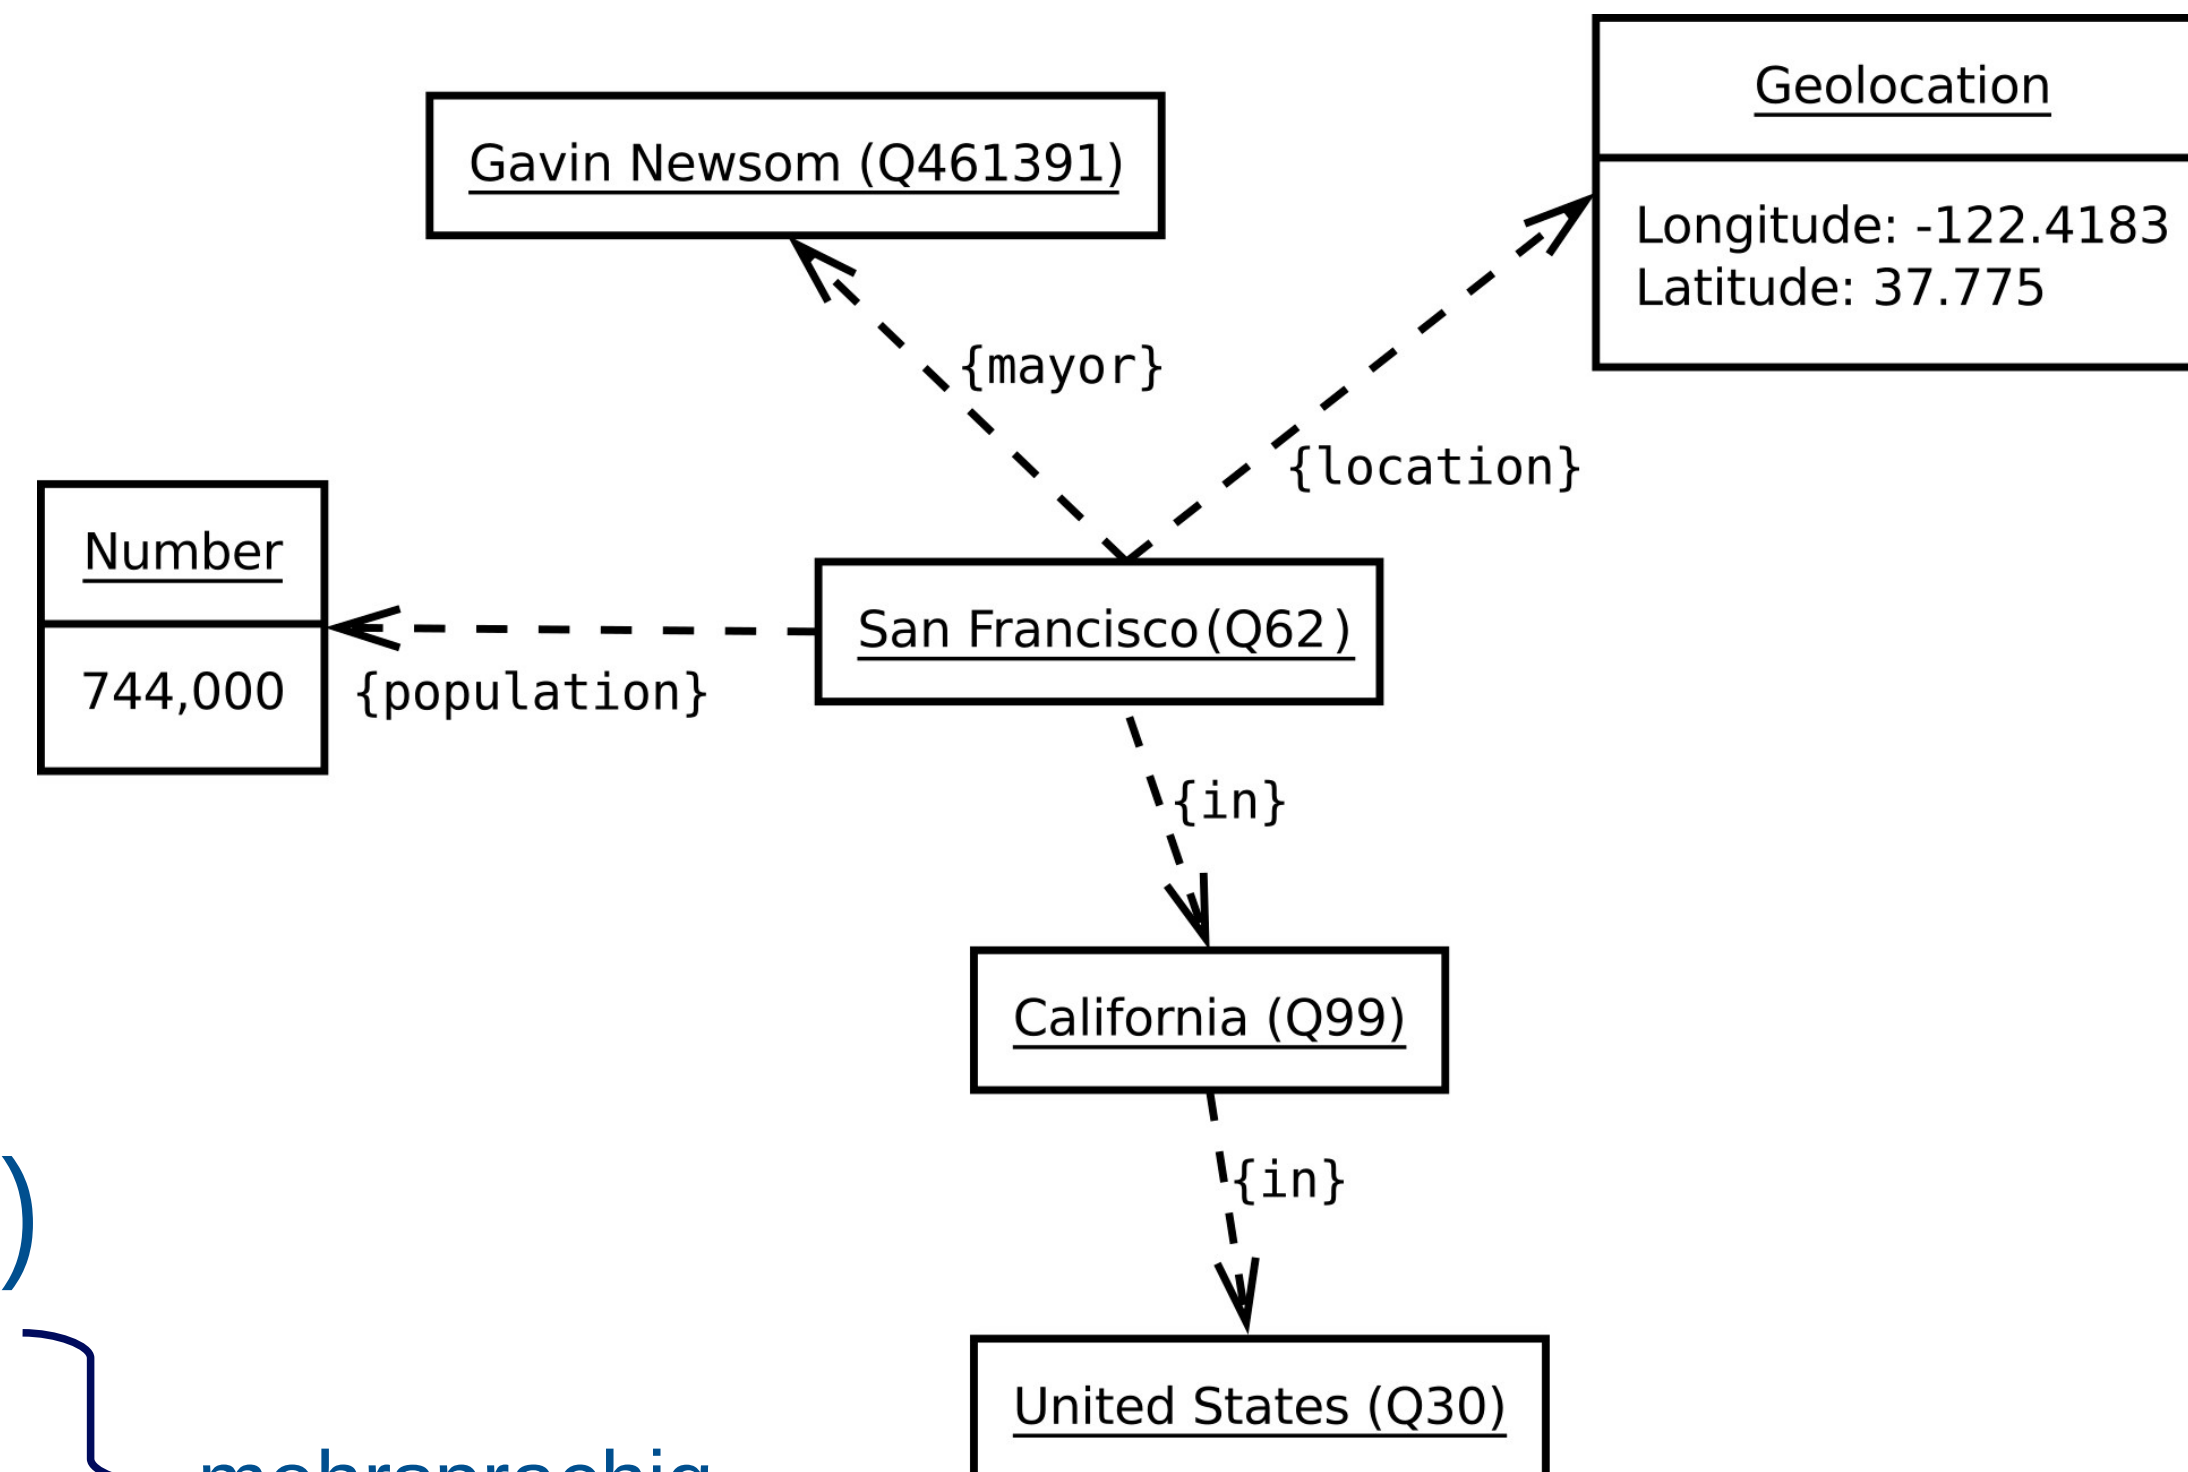 Geolocation
Gavin Newsom (Q461391)
Longitude: -122.4183
Latitude: 37.775
{mayor}
{location}
Number
San Francisco (Q62)
744,000
{population}
{in}
California (Q99)
)
{in}
United States (Q30)
mehrsprachig